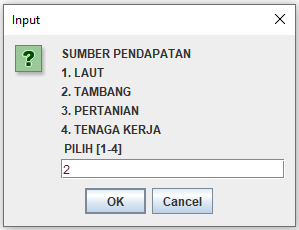 Input
SUMBER PENDAPATAN
1. LAUT
2. TAMBANG
3. PERTANIAN
4. TENAGA KERJA
PILIH [1-4]
2
OK Cancel